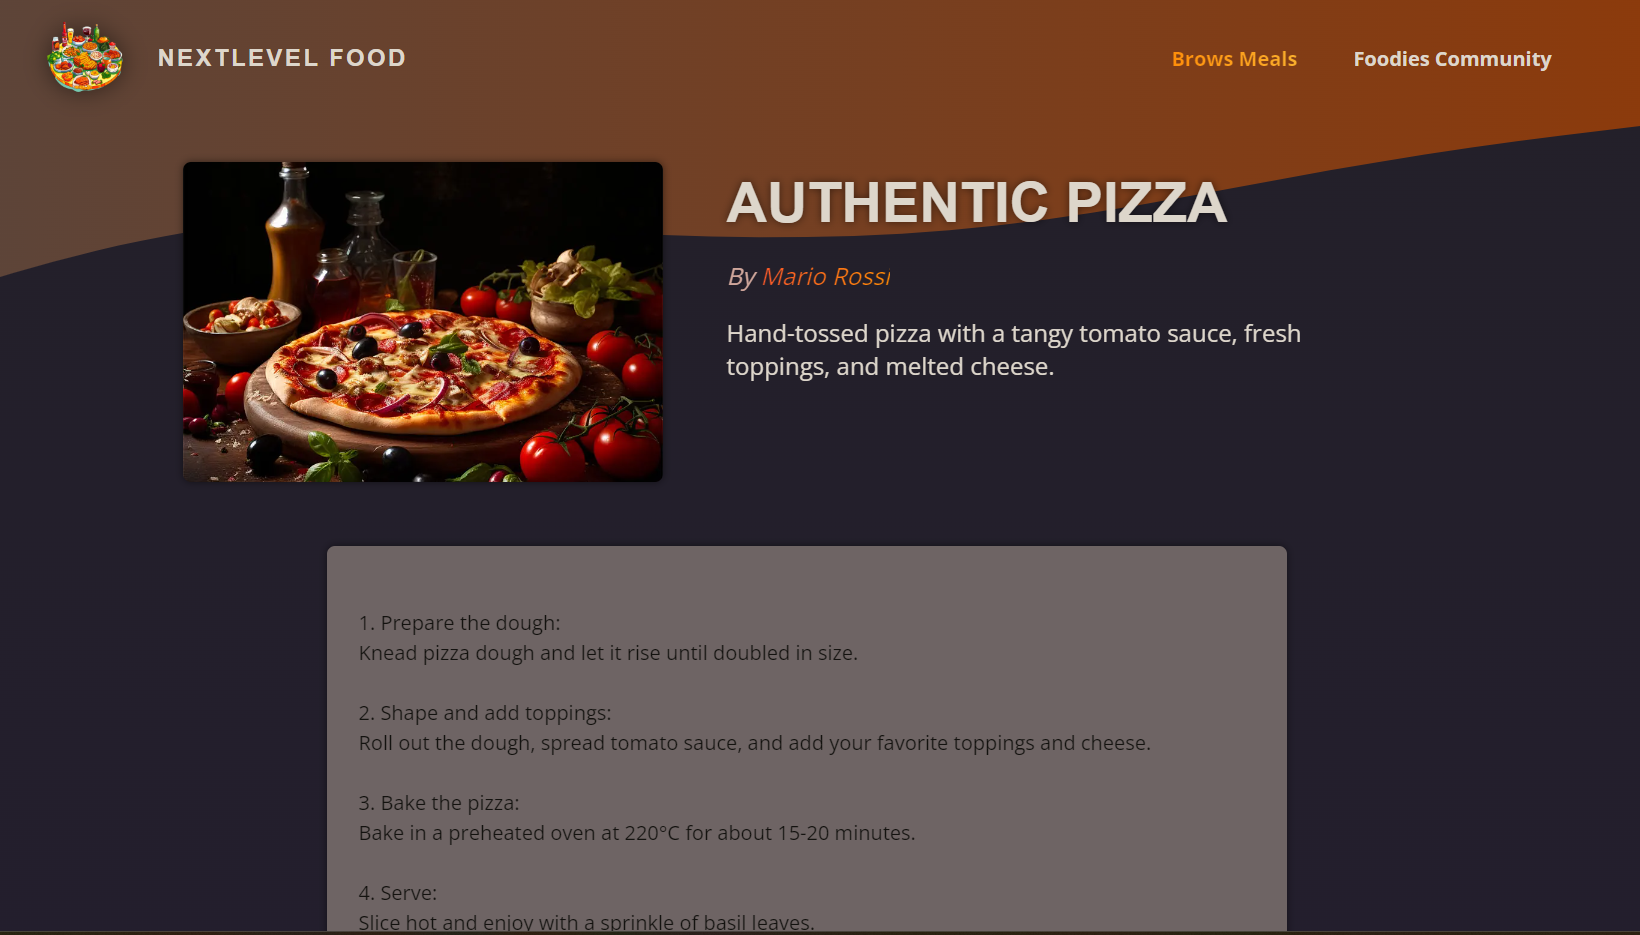 NEXTLEVEL FOOD
Brows Meals
Foodies Community
AUTHENTIC PIZZA
By Mario Rossi
Hand-tossed pizza with a tangy tomato sauce, fresh
toppings, and melted cheese.
1. Prepare the dough:
Knead pizza dough and let it rise until doubled in size.
2. Shape and add toppings:
Roll out the dough, spread tomato sauce, and add your favorite toppings and cheese.
3. Bake the pizza:
Bake in a preheated oven at 220°C for about 15-20 minutes.
4. Serve:
Slice hot and enjoy with a sprinkle of basil leaves.